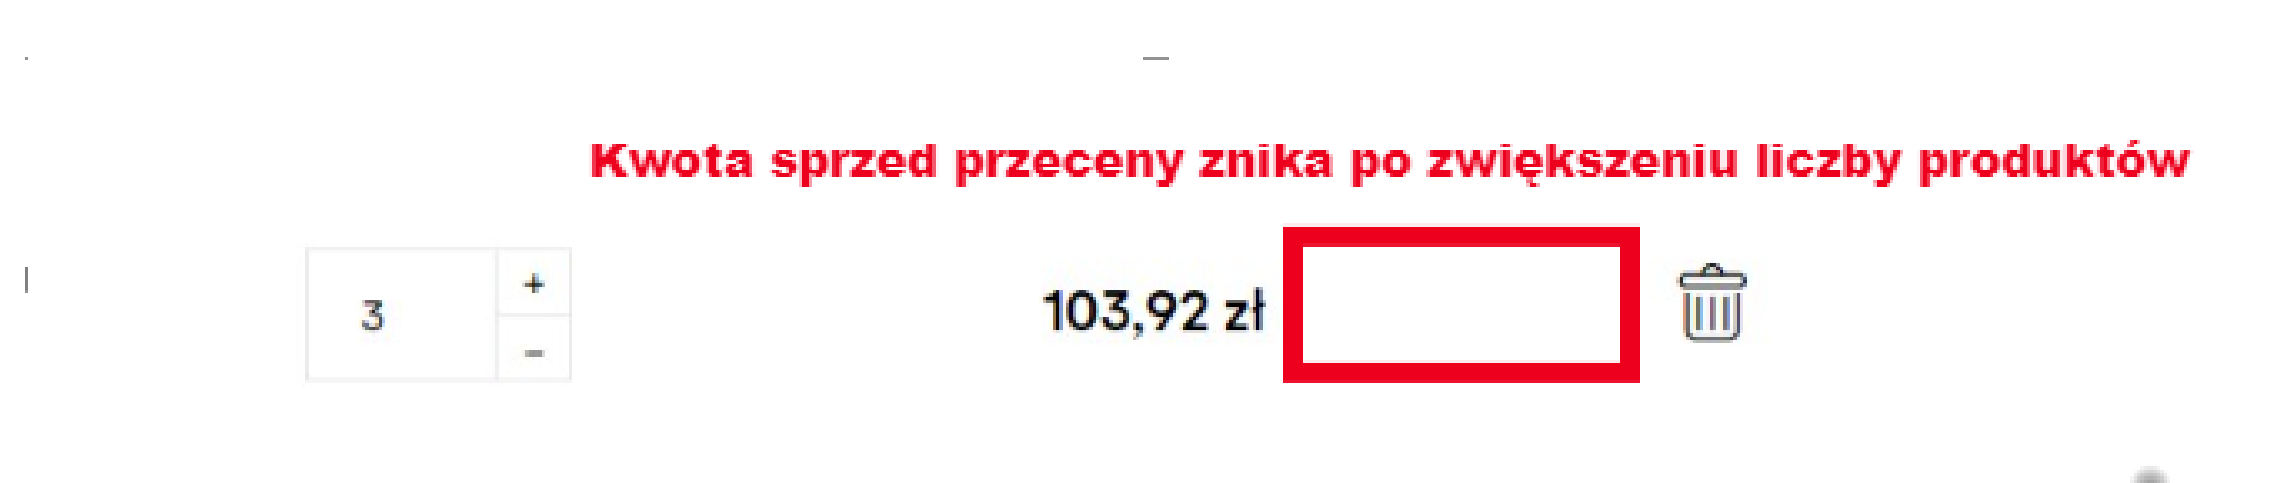 Kwota sprzed przeceny znika po zwiększeniu liczby produktów
3 + 103,92 zł
-